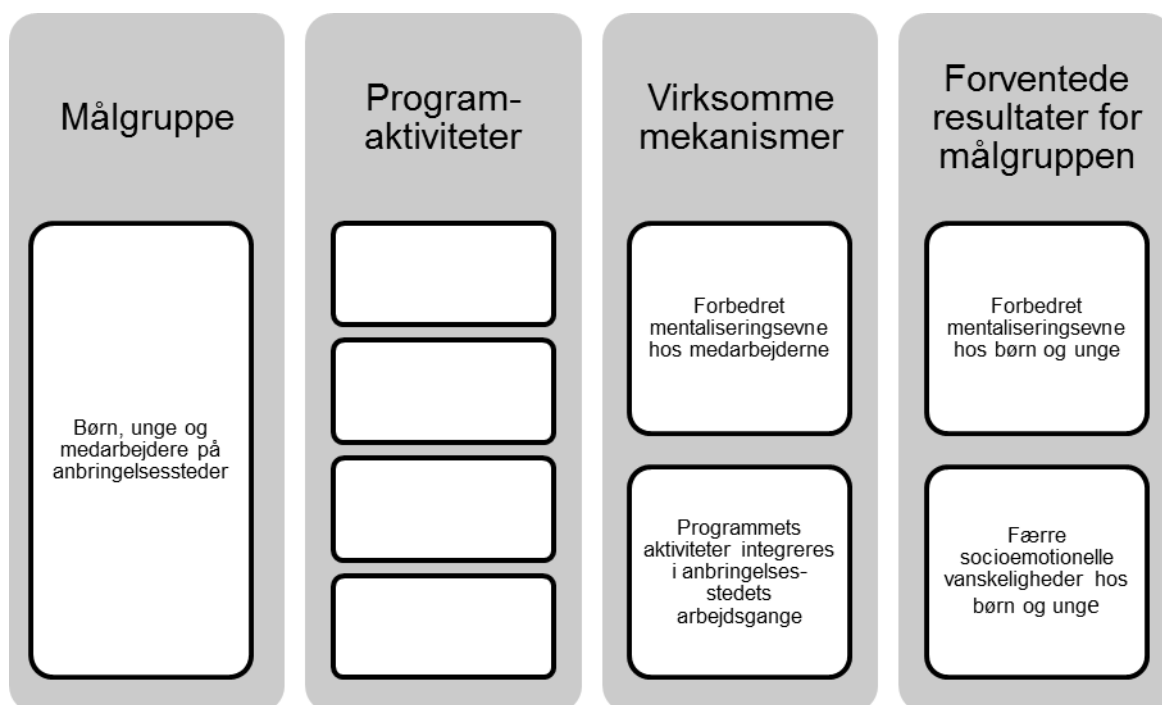 Målgruppe
Børn, unge og
medarbejdere på
anbringelsessteder
Program-
aktiviteter
Virksomme
mekanismer
Forbedret
mentaliseringsevne
hos medarbejderne
Programmets
aktiviteter integreres
i anbringelses-
stedets
arbejdsgange
Forventede
resultater for
målgruppen
Forbedret
mentaliseringsevne
hos børn og unge
Færre
socioemotionelle
vanskeligheder hos
børn og unge